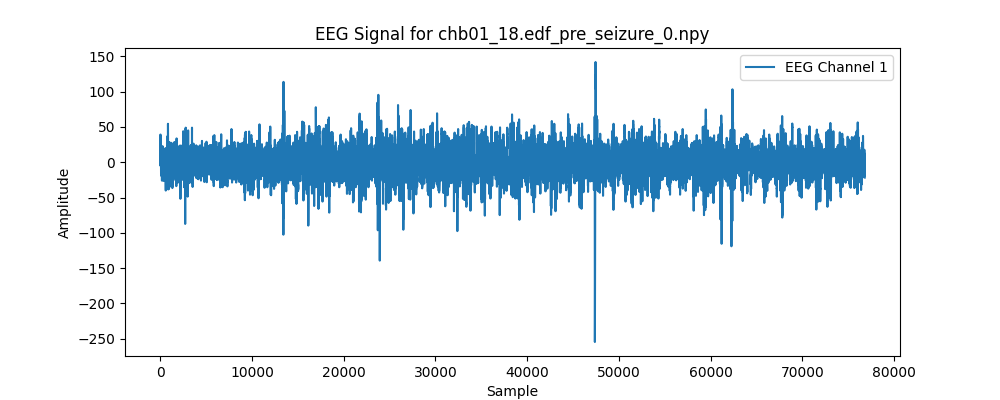 EEG Signal for chb01_18.edf_pre_seizure_0.npy
EEG Channel 1
150
100
50
0
−50
−100
−150
−200
−250
Amplitude
0 10000 20000 30000 40000 50000 60000 70000 80000
Sample